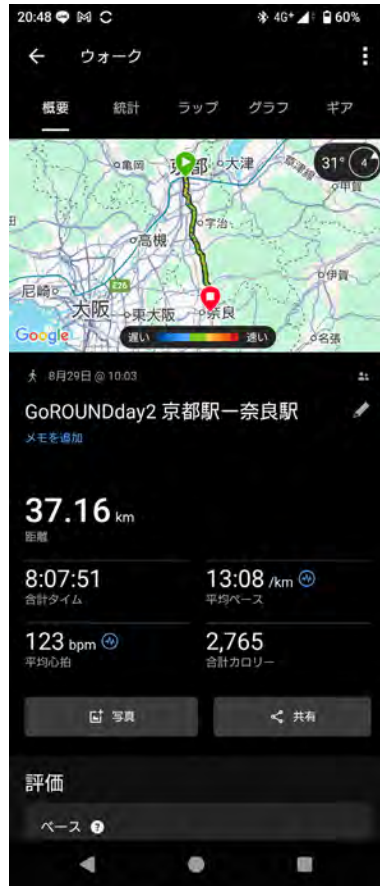 20:48 4G+ 60%
ウォーク
概要 統計 ラップ グラフ ギア
亀岡 京都 大津 31° 4
甲賀
宇治
高槻
伊賀
尼崎 E26
大阪 東大阪 奈良
Google 遅い 速い 名張
8月29日 @ 10:03
GoROUNDday2 京都駅ー奈良駅
メモを追加
37.16 km
距離
8:07:51 13:08 /km
合計タイム 平均ペース
123 bpm 2,765
平均心拍 合計カロリー
写真 共有
評価
ペース ?